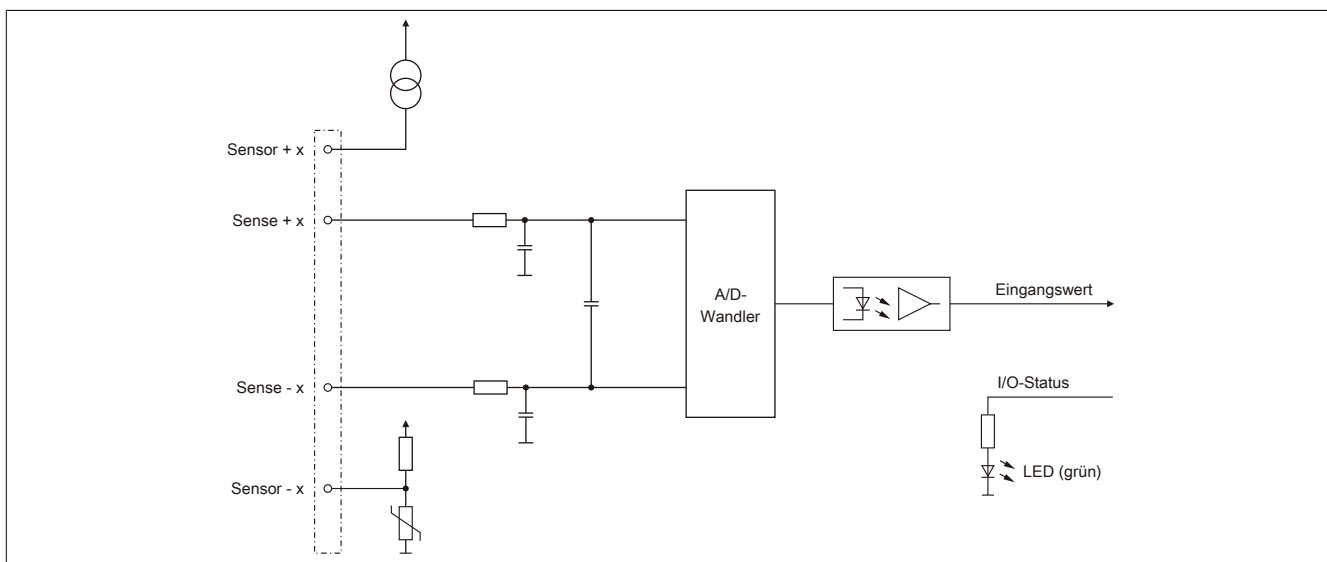 Sensor + x
Sense + x
A/D-
Wandler
Eingangswert
Sense - x
I/O-Status
LED (grün)
Sensor - x